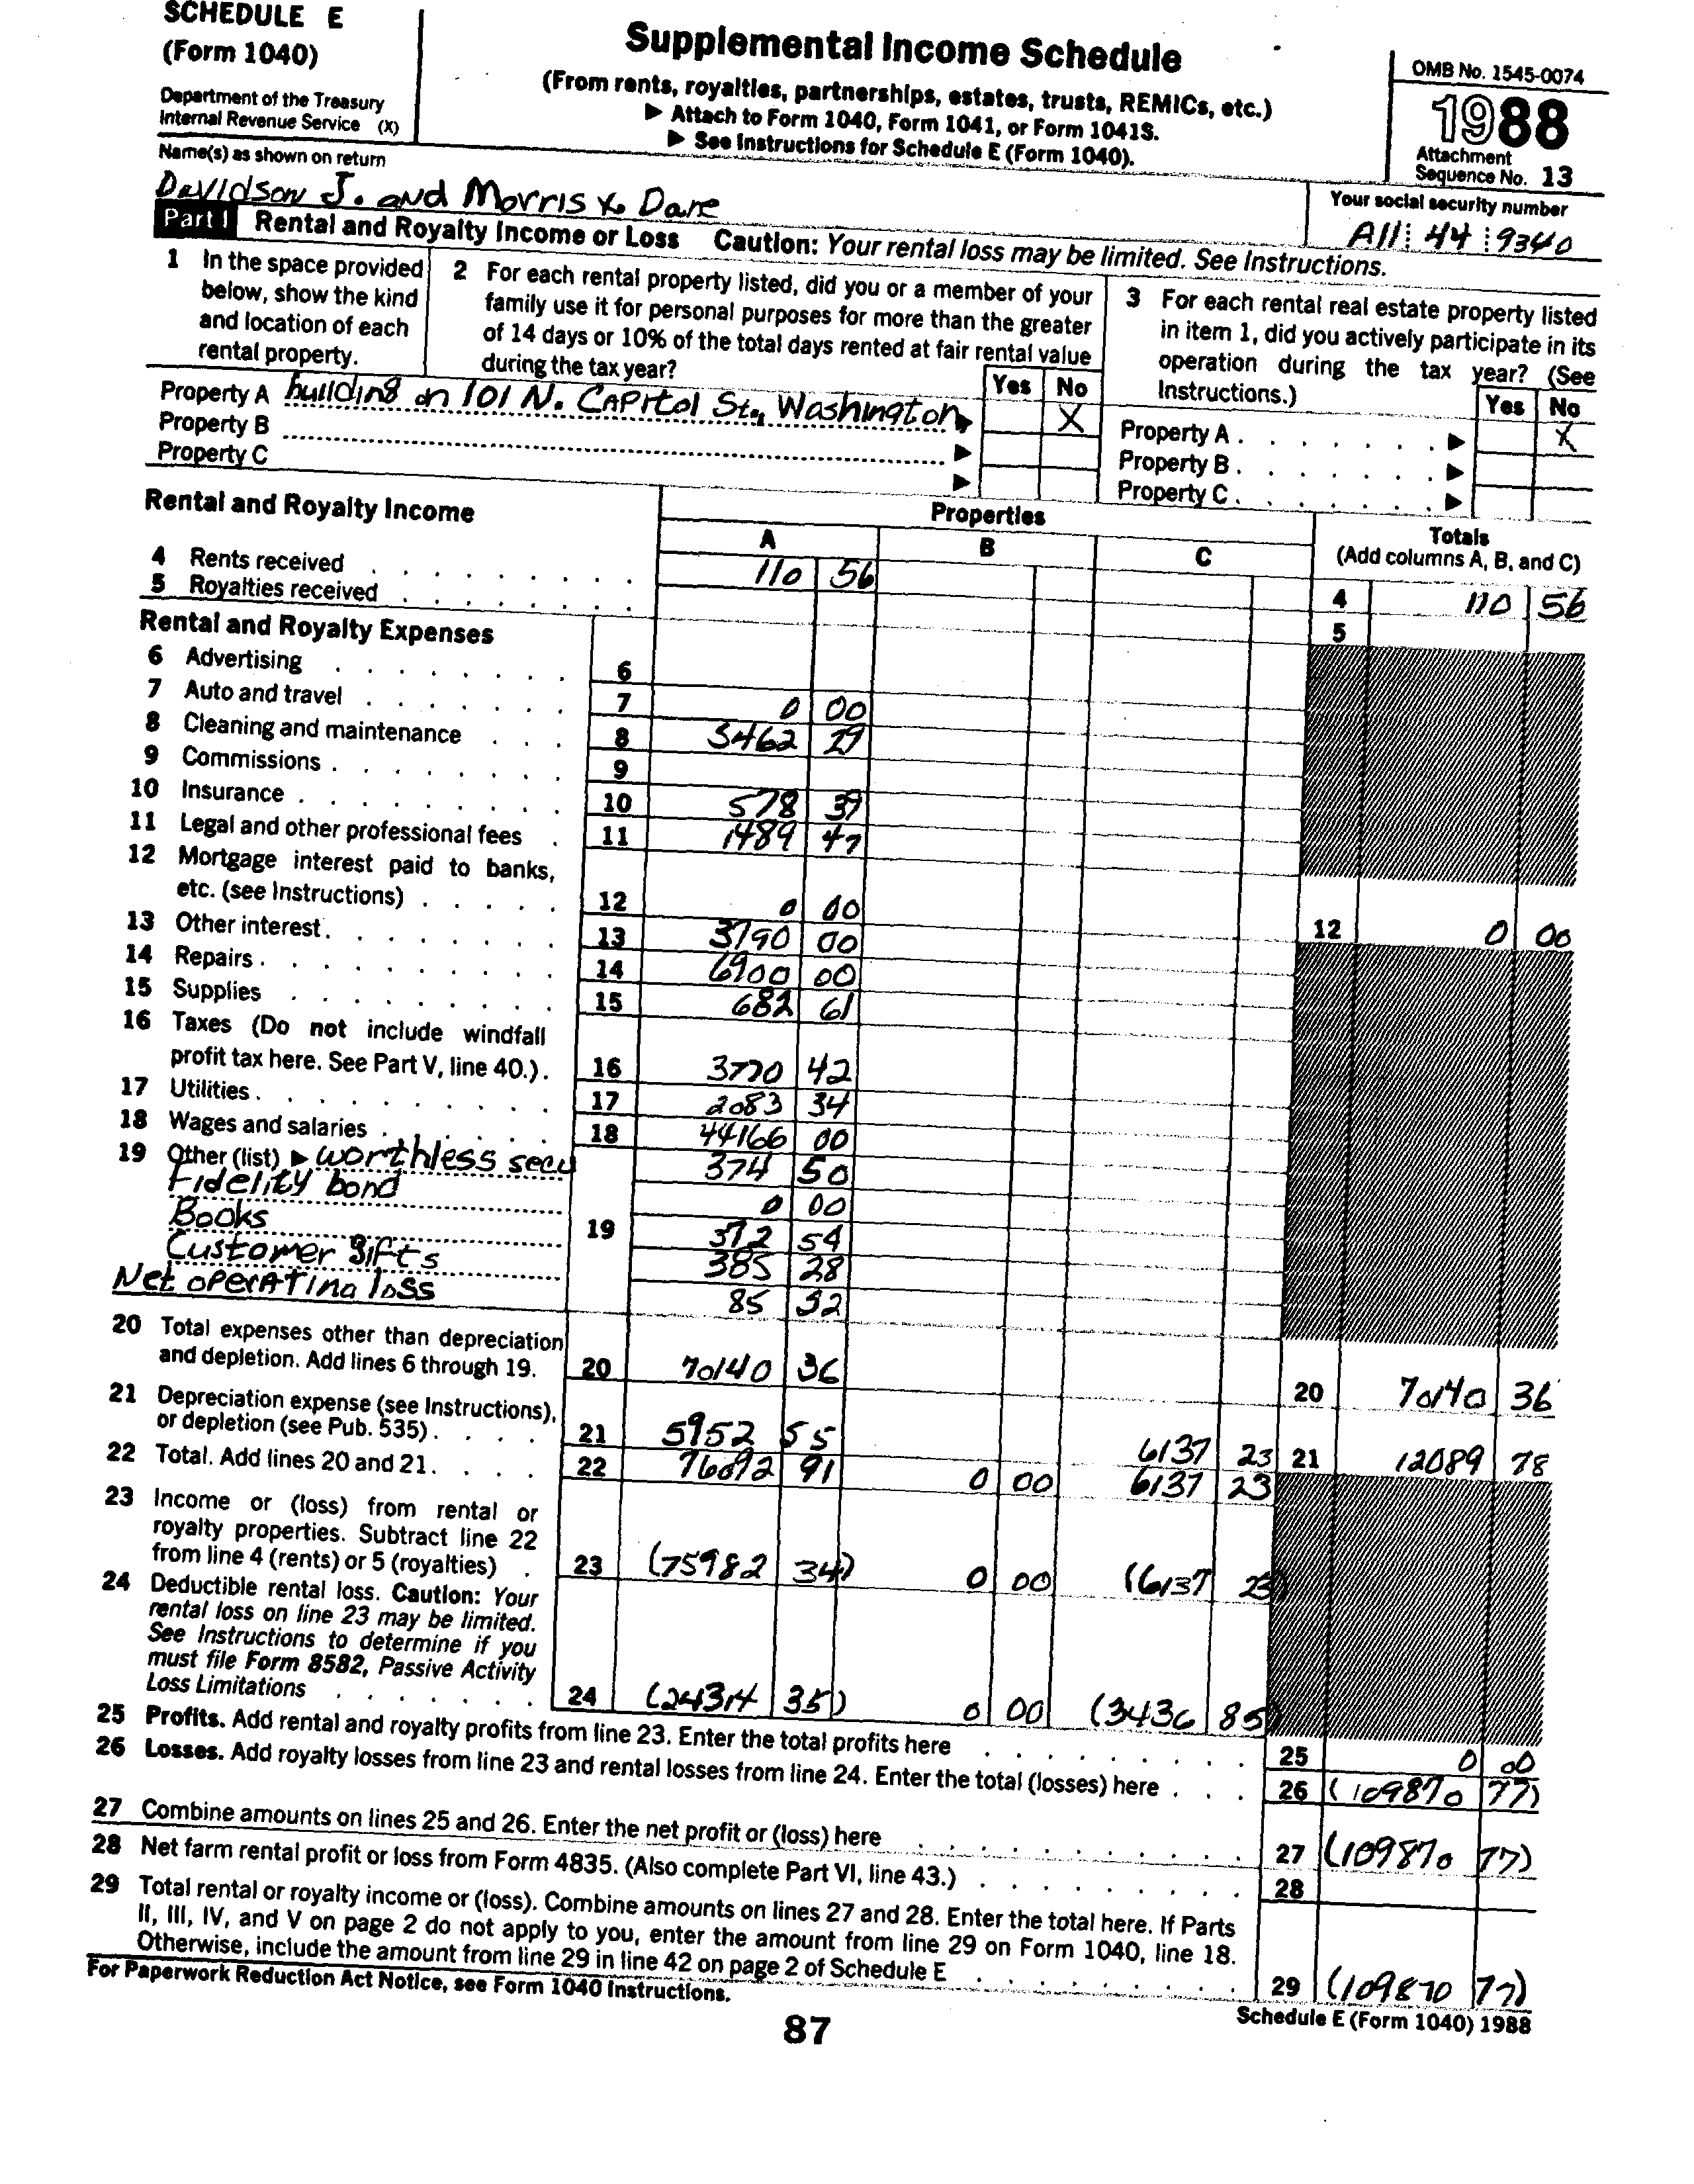 SCHEDULE E
(Form 1040)
Department of the Treasury
Internal Revenue Service (X)
Supplemental Income Schedule
(From rents, royalties, partnerships, estates, trusts, REMICs, etc.)
▶ Attach to Form 1040, Form 1041, or Form 1041S.
▶ See Instructions for Schedule E (Form 1040).
OMB No. 1545-0074
1988
Attachment
Sequence No. 13
Name(s) as shown on return
Davidson J. and Morris & Dare
Your social security number
A11 44 9340
Part I Rental and Royalty Income or Loss Caution: Your rental loss may be limited. See Instructions.
1 In the space provided
below, show the kind
and location of each
rental property.
2 For each rental property listed, did you or a member of your
family use it for personal purposes for more than the greater
of 14 days or 10% of the total days rented at fair rental value
during the tax year?
Yes No
3 For each rental real estate property listed
in item 1, did you actively participate in its
operation during the tax year? (See
Instructions.)
Yes No
Property A building on 101 N. Capitol St., Washington ▶ X
Property B ▶
Property C ▶
Property A ▶ X
Property B ▶
Property C ▶
Rental and Royalty Income
Properties
A B C
Totals
(Add columns A, B, and C)
4 Rents received 110 56 4 110 56
5 Royalties received 5
Rental and Royalty Expenses
6 Advertising 6
7 Auto and travel 7 0 00
8 Cleaning and maintenance 8 5462 29
9 Commissions 9
10 Insurance 10 578 39
11 Legal and other professional fees 11 1489 47
12 Mortgage interest paid to banks,
etc. (see Instructions) 12 0 00 12 0 00
13 Other interest 13 3790 00
14 Repairs 14 6900 00
15 Supplies 15 682 61
16 Taxes (Do not include windfall
profit tax here. See Part V, line 40.) 16 3770 42
17 Utilities 17 2083 34
18 Wages and salaries 18 44166 00
19 Other (list) ▶ worthless secu 374 50
Fidelity bond 0 00
Books 19 372 54
Customer gifts 385 28
Net operating loss 85 52
20 Total expenses other than depreciation
and depletion. Add lines 6 through 19. 20 70140 36 20 70140 36
21 Depreciation expense (see Instructions),
or depletion (see Pub. 535) 21 5952 55 6137 23 21 12089 78
22 Total. Add lines 20 and 21. 22 76092 91 0 00 6137 23
23 Income or (loss) from rental or
royalty properties. Subtract line 22
from line 4 (rents) or 5 (royalties) 23 (75982 34) 0 00 (6137 23)
24 Deductible rental loss. Caution: Your
rental loss on line 23 may be limited.
See Instructions to determine if you
must file Form 8582, Passive Activity
Loss Limitations 24 (24314 35) 0 00 (3436 85)
25 Profits. Add rental and royalty profits from line 23. Enter the total profits here 25 0 00
26 Losses. Add royalty losses from line 23 and rental losses from line 24. Enter the total (losses) here 26 (109870 77)
27 Combine amounts on lines 25 and 26. Enter the net profit or (loss) here 27 (109870 77)
28 Net farm rental profit or loss from Form 4835. (Also complete Part VI, line 43.) 28
29 Total rental or royalty income or (loss). Combine amounts on lines 27 and 28. Enter the total here. If Parts
II, III, IV, and V on page 2 do not apply to you, enter the amount from line 29 on Form 1040, line 18.
Otherwise, include the amount from line 29 in line 42 on page 2 of Schedule E 29 (109870 77)
For Paperwork Reduction Act Notice, see Form 1040 Instructions.
Schedule E (Form 1040) 1988
87